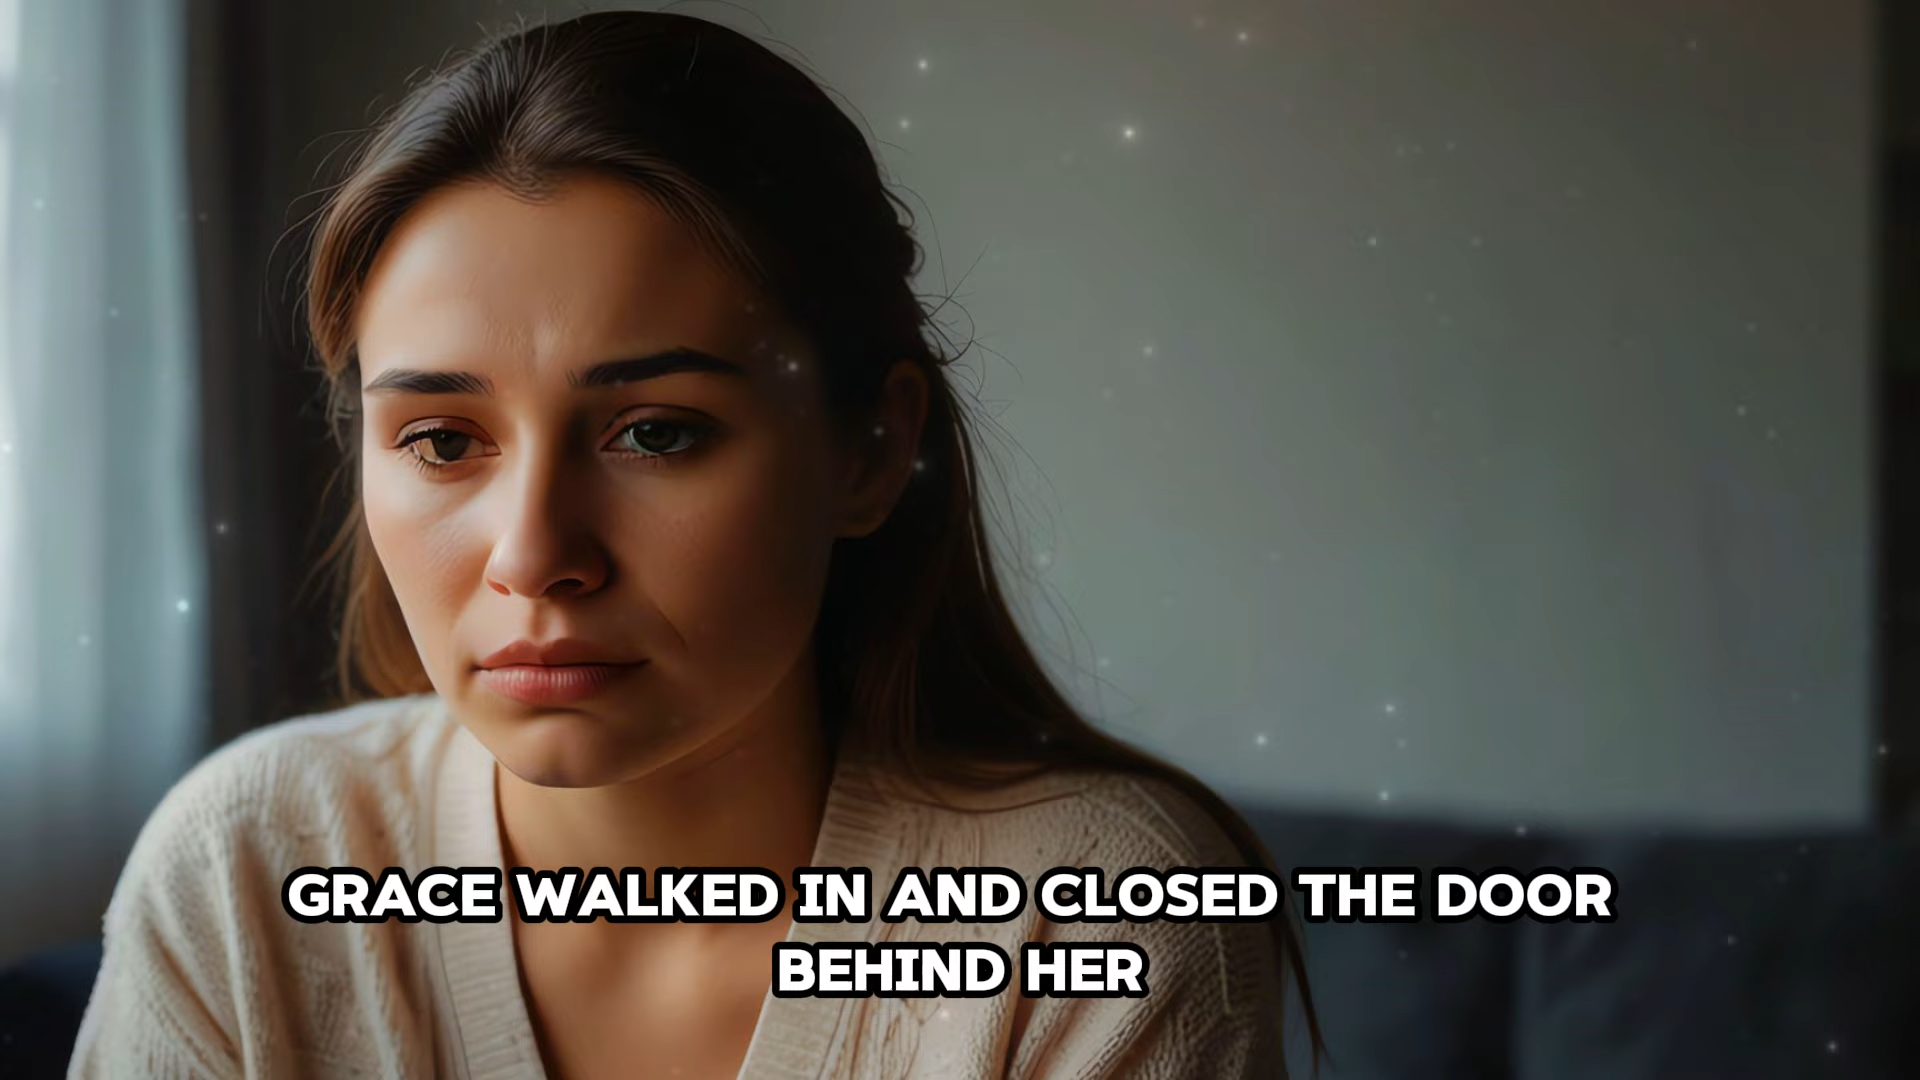 GRACE WALKED IN AND CLOSED THE DOOR
BEHIND HER